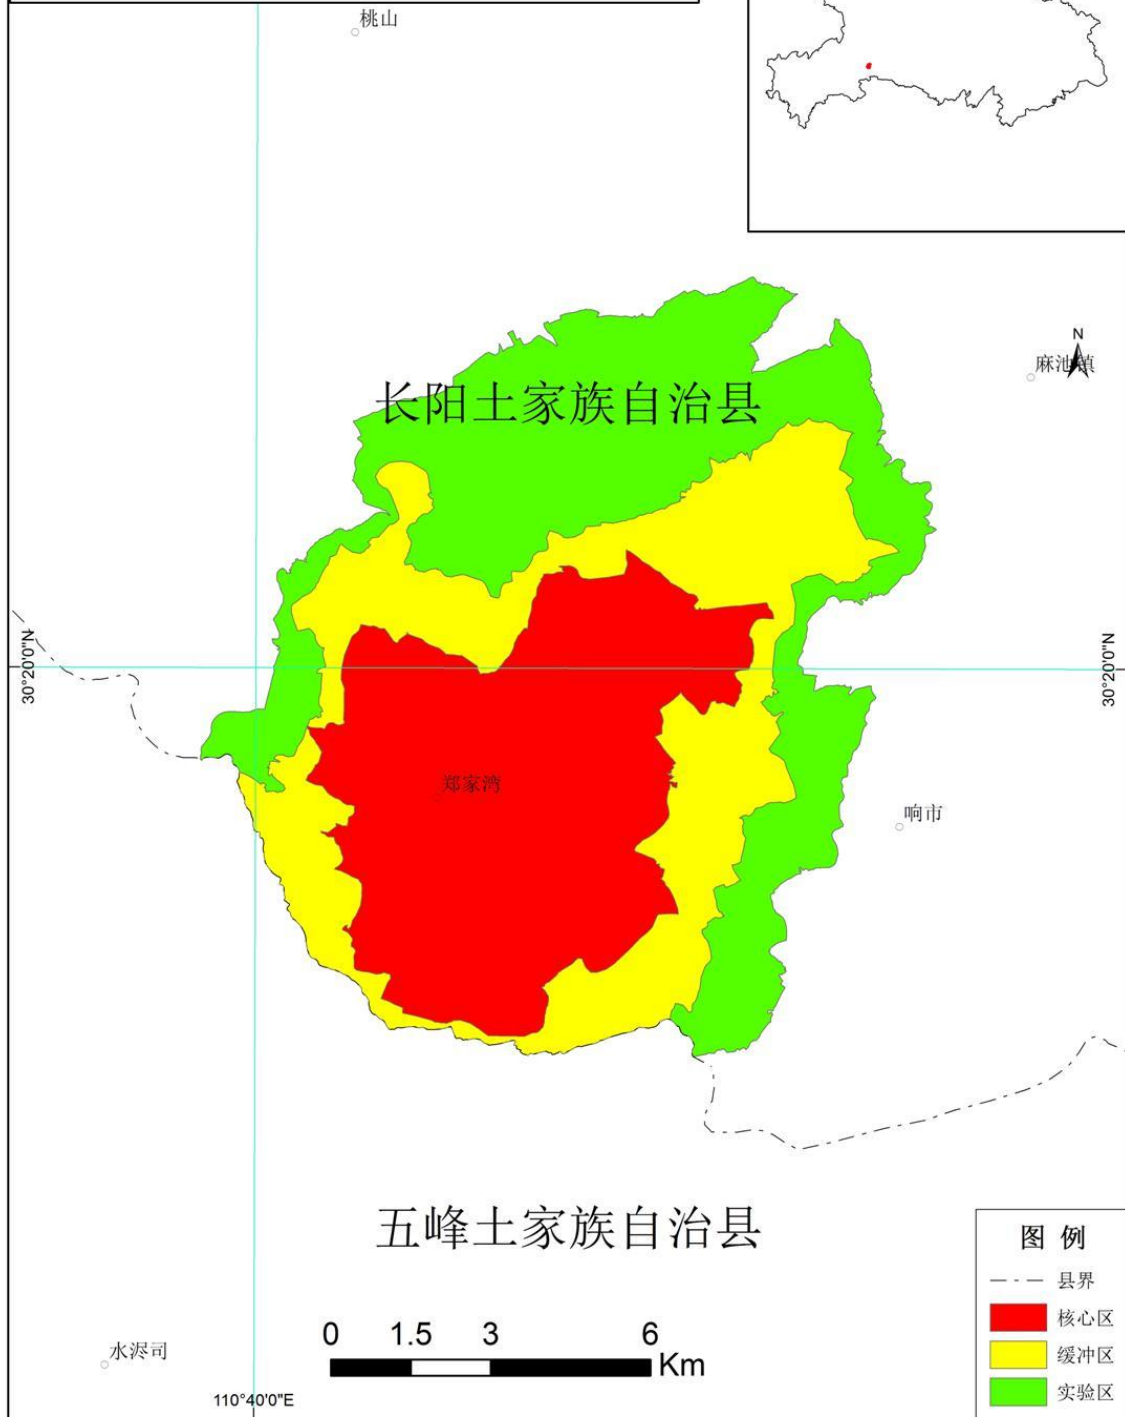 桃山
N
麻池镇
长阳土家族自治县
30°20'0"N
30°20'0"N
郑家湾
响市
五峰土家族自治县
图 例
县界
核心区
缓冲区
实验区
0 1.5 3 6
Km
水浕司
110°40'0"E